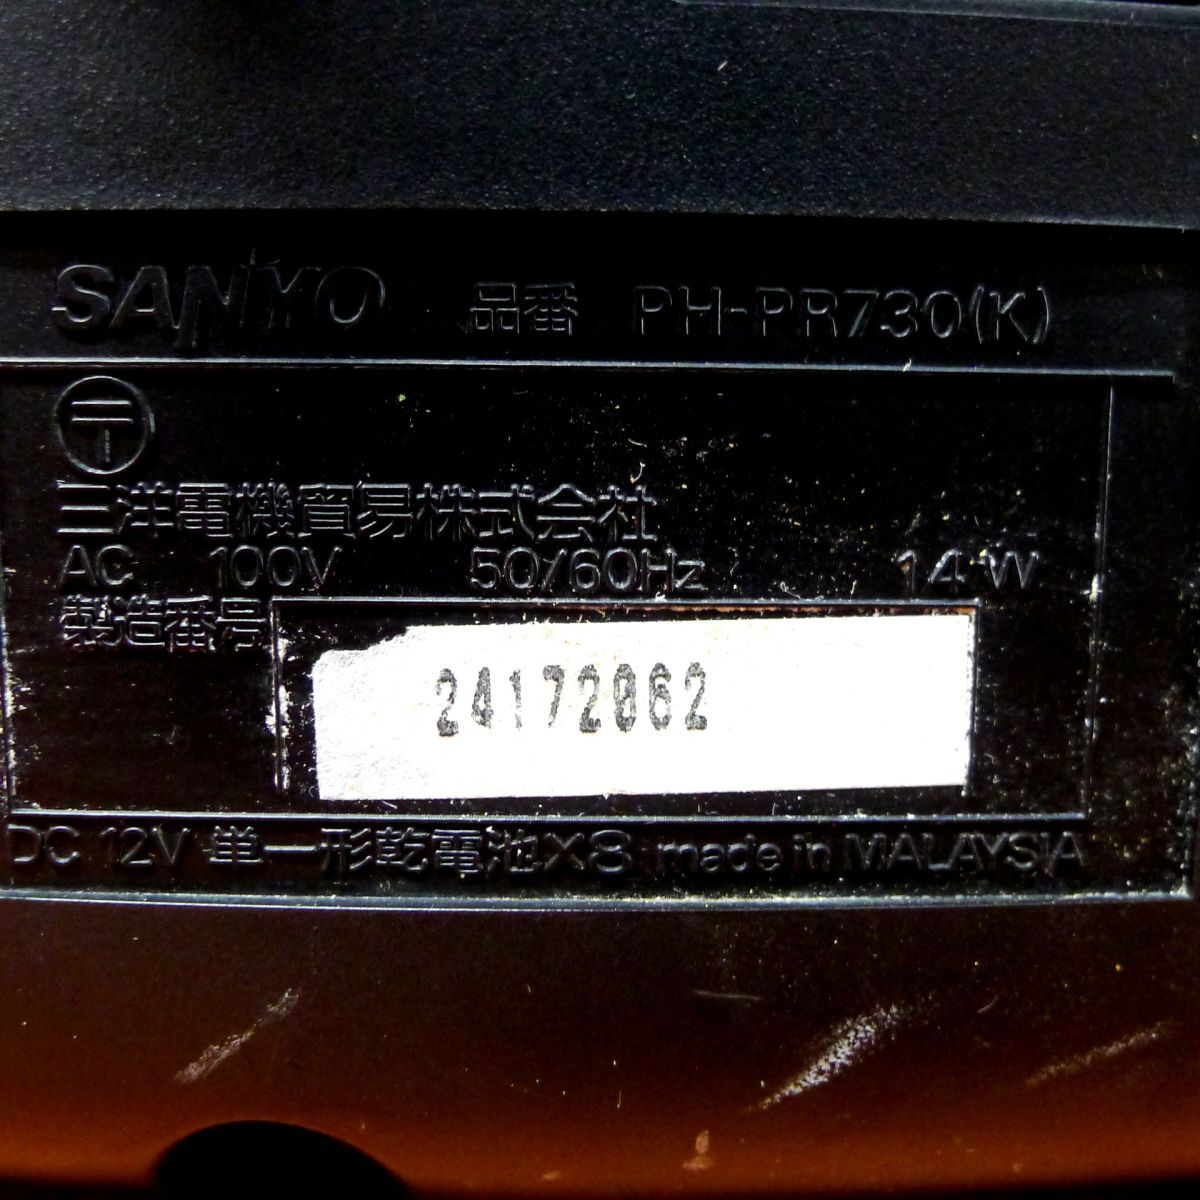 SANYO 品番 PH-PR730(K)
〒
三洋電機貿易株式会社
AC 100V 50/60Hz 14W
製造番号 24172062
DC 12V 単一形乾電池×8 made in MALAYSIA